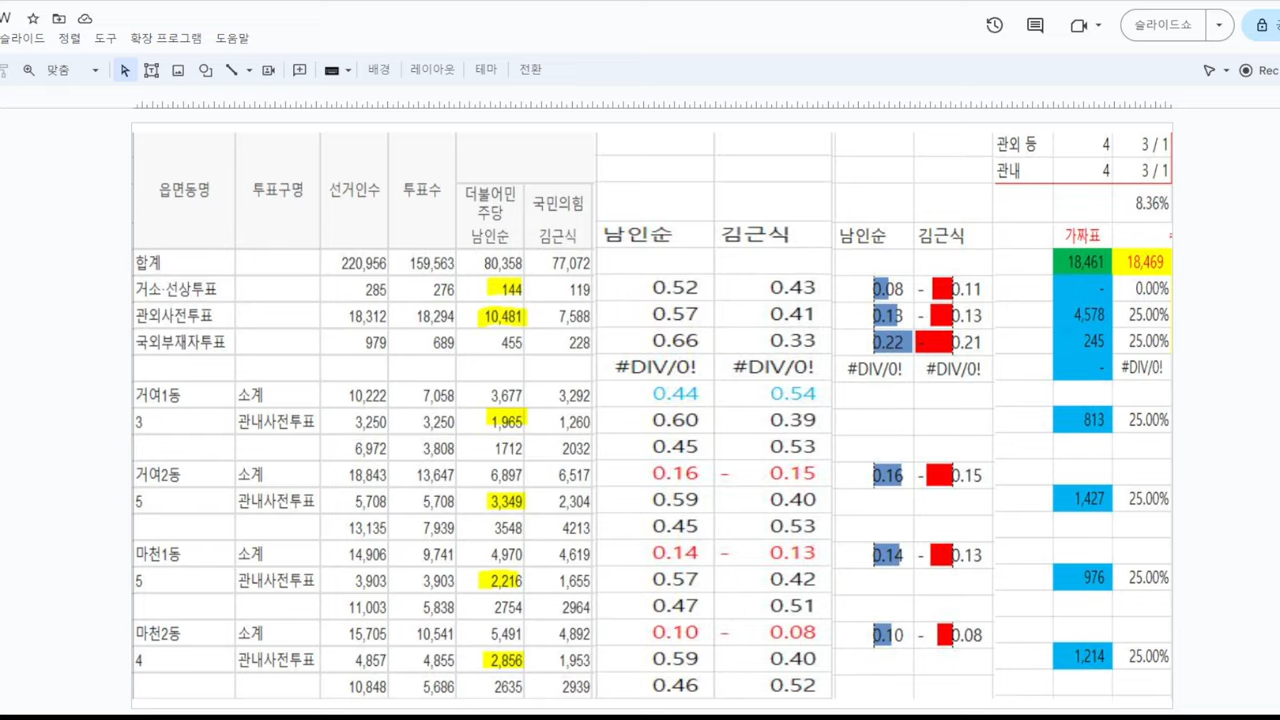 W
슬라이드 정렬 도구 확장 프로그램 도움말
슬라이드쇼
맞춤 배경 레이아웃 테마 전환 Rec
관외 등 4 3 / 1
관내 4 3 / 1
읍면동명 투표구명 선거인수 투표수 더불어민주당 남인순 국민의힘 김근식
8.36%
남인순 김근식 남인순 김근식 가짜표
합계 220,956 159,563 80,358 77,072 18,461 18,469
거소·선상투표 285 276 144 119 0.52 0.43 0.08 - 0.11 - 0.00%
관외사전투표 18,312 18,294 10,481 7,588 0.57 0.41 0.13 - 0.13 4,578 25.00%
국외부재자투표 979 689 455 228 0.66 0.33 0.22 - 0.21 245 25.00%
#DIV/0! #DIV/0! #DIV/0! #DIV/0! - #DIV/0!
거여1동 소계 10,222 7,058 3,677 3,292 0.44 0.54
3 관내사전투표 3,250 3,250 1,965 1,260 0.60 0.39 813 25.00%
6,972 3,808 1712 2032 0.45 0.53
거여2동 소계 18,843 13,647 6,897 6,517 0.16 - 0.15 0.16 - 0.15
5 관내사전투표 5,708 5,708 3,349 2,304 0.59 0.40 1,427 25.00%
13,135 7,939 3548 4213 0.45 0.53
마천1동 소계 14,906 9,741 4,970 4,619 0.14 - 0.13 0.14 - 0.13
5 관내사전투표 3,903 3,903 2,216 1,655 0.57 0.42 976 25.00%
11,003 5,838 2754 2964 0.47 0.51
마천2동 소계 15,705 10,541 5,491 4,892 0.10 - 0.08 0.10 - 0.08
4 관내사전투표 4,857 4,855 2,856 1,953 0.59 0.40 1,214 25.00%
10,848 5,686 2635 2939 0.46 0.52